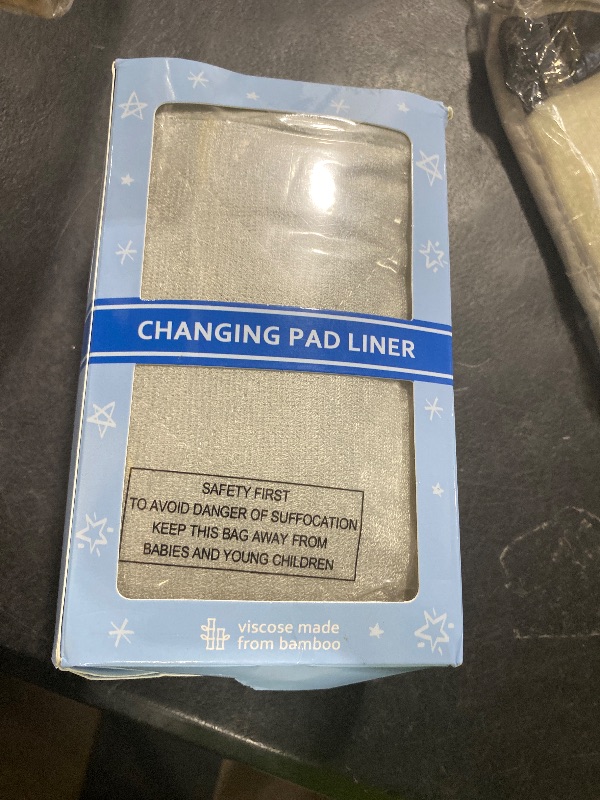 CHANGING PAD LINER
SAFETY FIRST
TO AVOID DANGER OF SUFFOCATION
KEEP THIS BAG AWAY FROM
BABIES AND YOUNG CHILDREN
viscose made
from bamboo